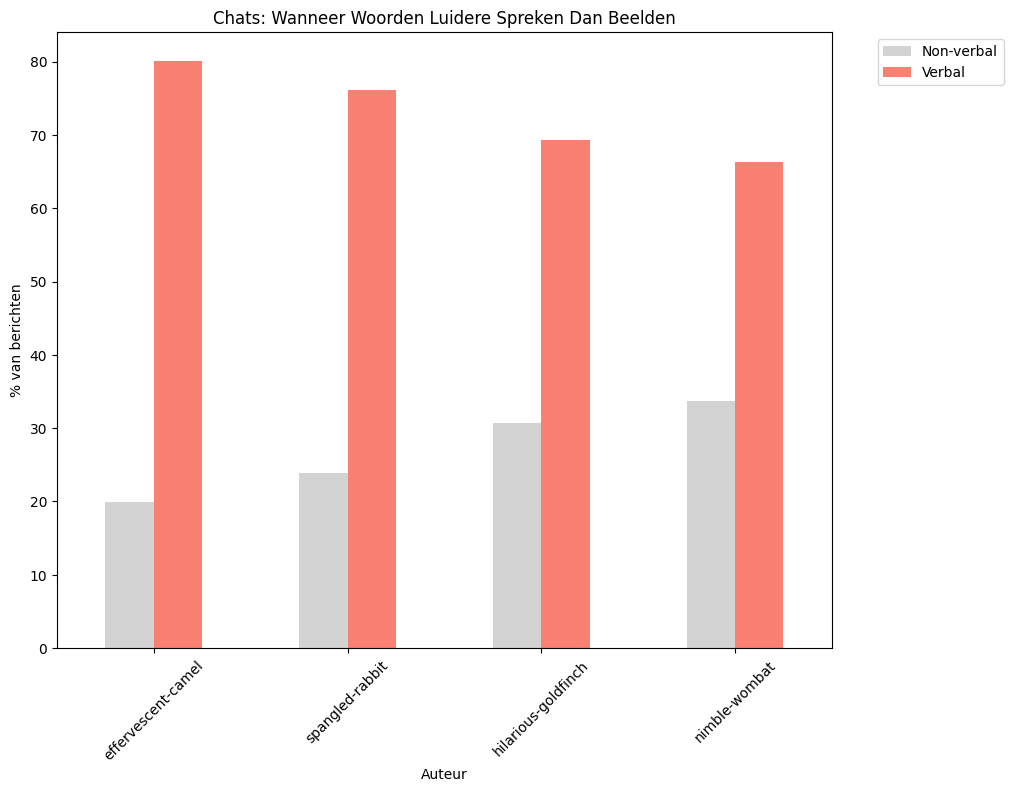 Chats: Wanneer Woorden Luidere Spreken Dan Beelden
Non-verbal
Verbal
% van berichten
80
70
60
50
40
30
20
10
0
effervescent-camel
spangled-rabbit
hilarious-goldfinch
nimble-wombat
Auteur